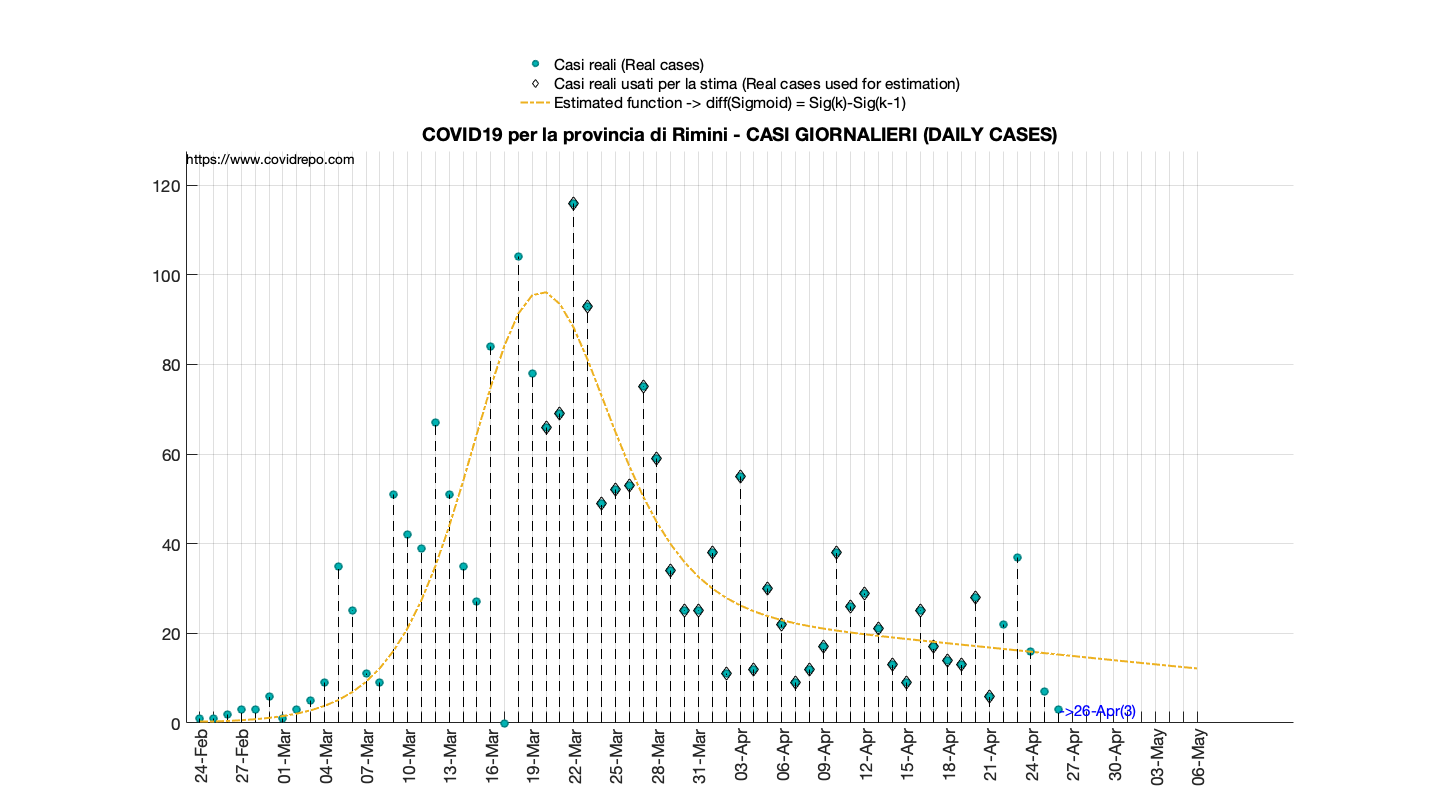 Casi reali (Real cases)
Casi reali usati per la stima (Real cases used for estimation)
Estimated function -> diff(Sigmoid) = Sig(k)-Sig(k-1)
COVID19 per la provincia di Rimini - CASI GIORNALIERI (DAILY CASES)
https://www.covidrepo.com
120
100
80
60
40
20
0
->26-Apr(3)
24-Feb
27-Feb
01-Mar
04-Mar
07-Mar
10-Mar
13-Mar
16-Mar
19-Mar
22-Mar
25-Mar
28-Mar
31-Mar
03-Apr
06-Apr
09-Apr
12-Apr
15-Apr
18-Apr
21-Apr
24-Apr
27-Apr
30-Apr
03-May
06-May